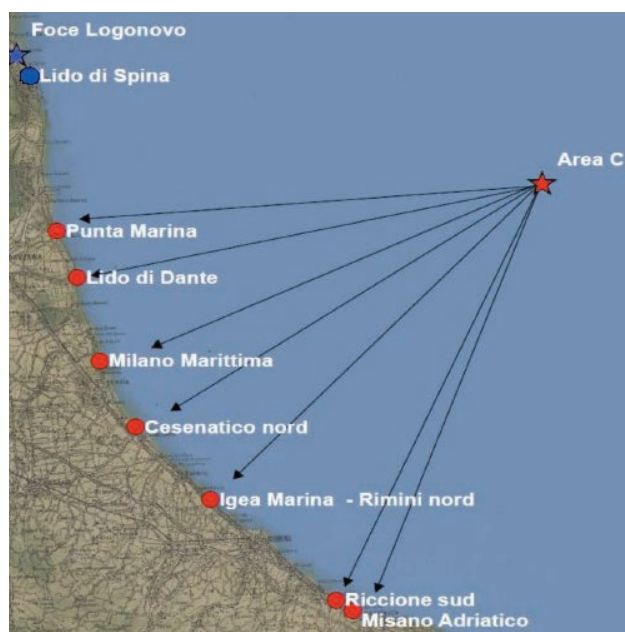 Foce Logonovo
Lido di Spina
Area C
Punta Marina
Lido di Dante
Milano Marittima
Cesenatico nord
Igea Marina - Rimini nord
Riccione sud
Misano Adriatico